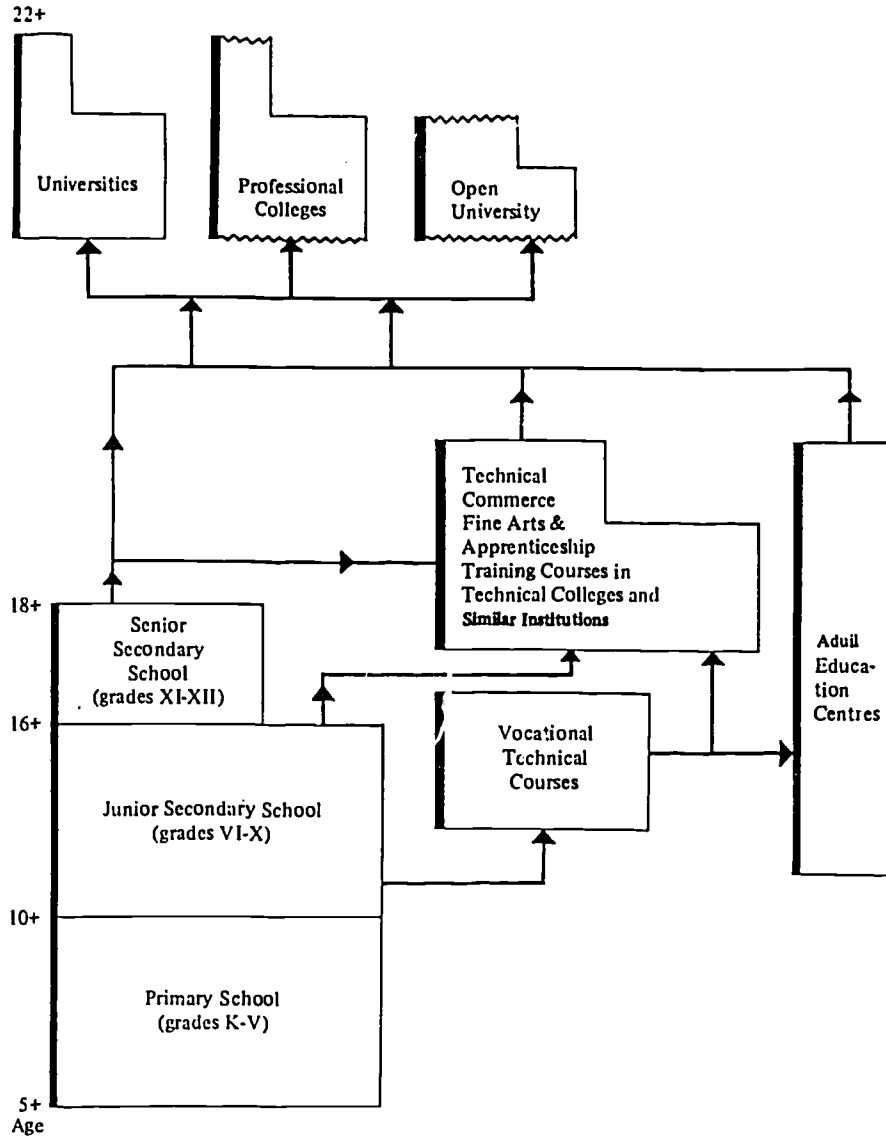 22+
Universities
Professional
Colleges
Open
University
Technical
Commerce
Fine Arts &
Apprenticeship
Training Courses in
Technical Colleges and
Similar Institutions
18+
Senior
Secondary
School
(grades XI-XII)
Aduil
Educa-
tion
Centres
16+
Vocational
Technical
Courses
Junior Secondary School
(grades VI-X)
10+
Primary School
(grades K-V)
5+
Age